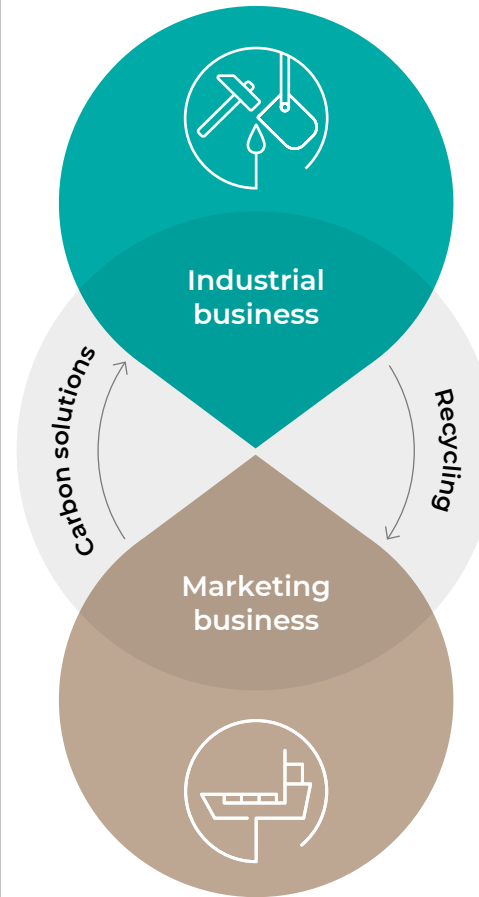 Industrial
business
Carbon solutions
Recycling
Marketing
business